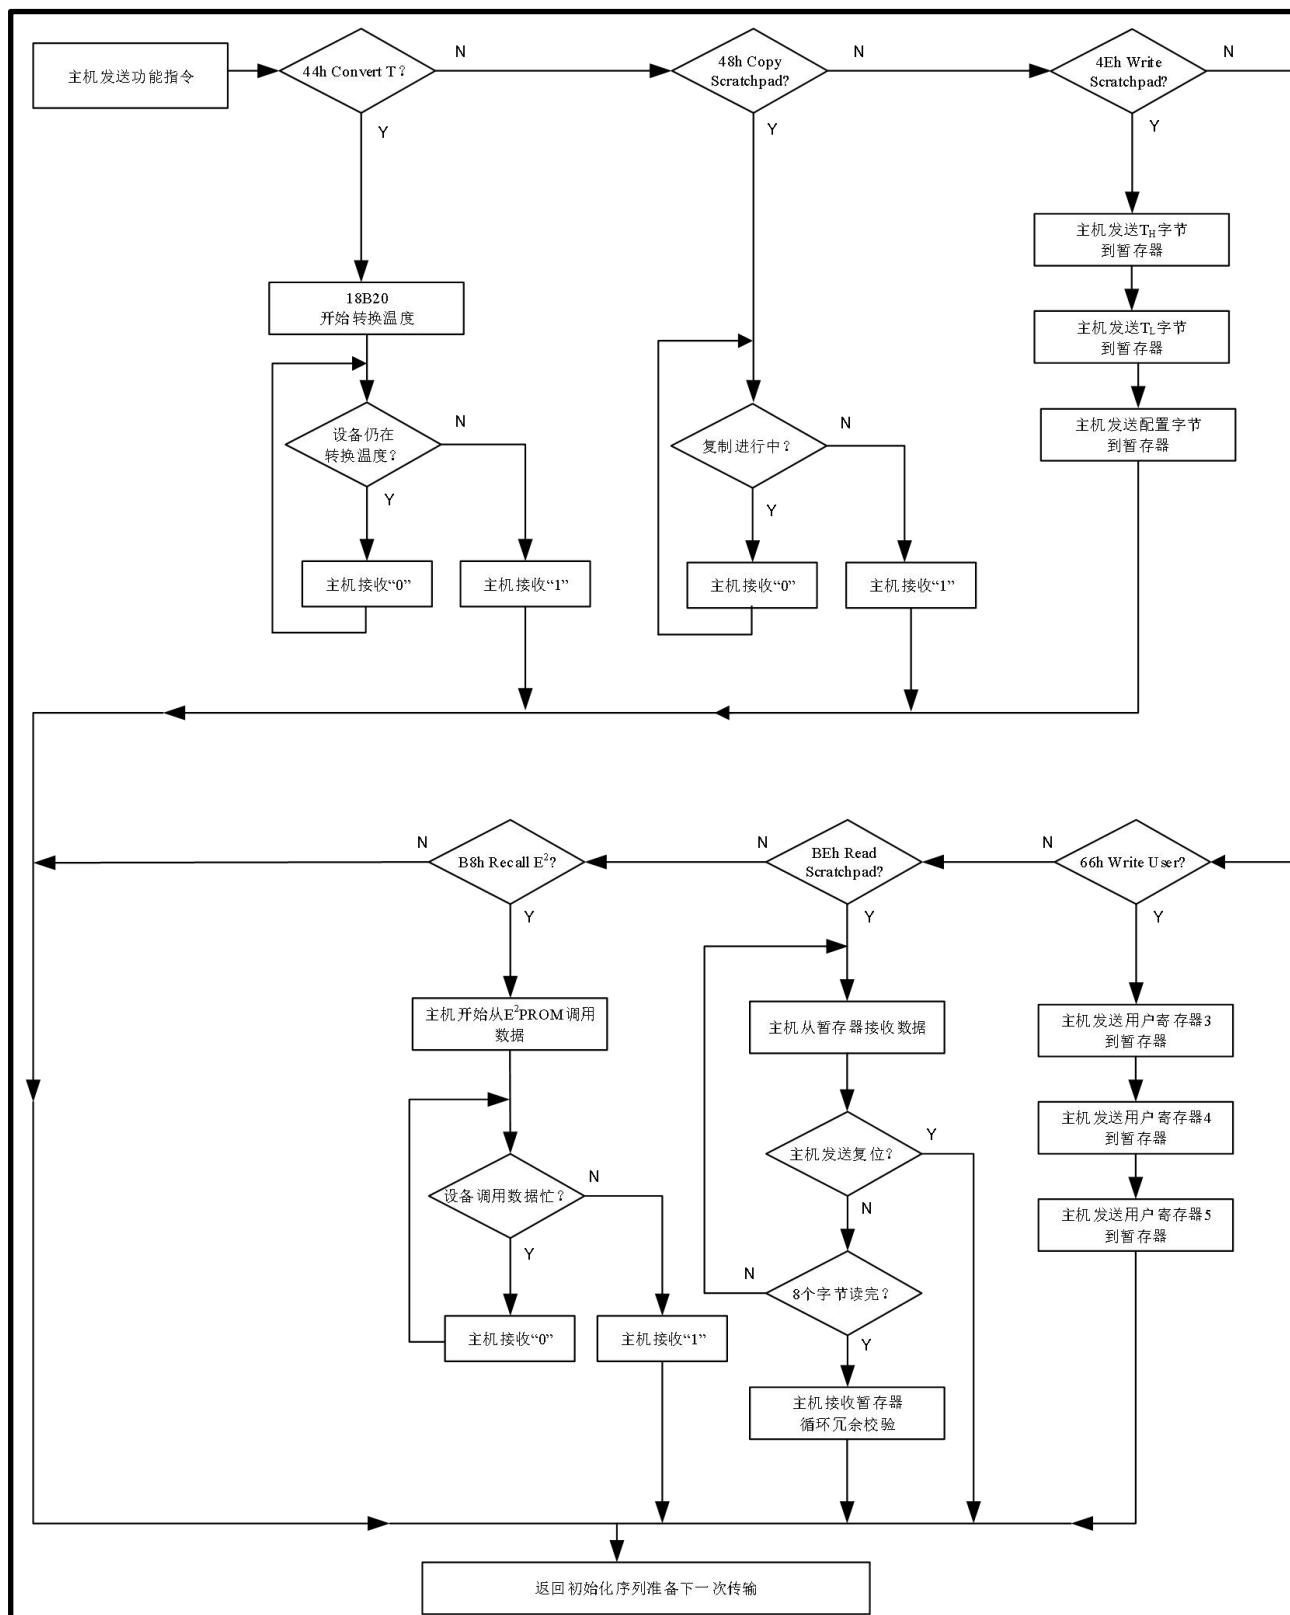 主机发送功能指令
44h Convert T？
N
Y
48h Copy
Scratchpad?
N
Y
4Eh Write
Scratchpad?
N
Y
18B20
开始转换温度
设备仍在
转换温度？
N
Y
主机接收“0”
主机接收“1”
复制进行中？
N
Y
主机接收“0”
主机接收“1”
主机发送TH字节
到暂存器
主机发送TL字节
到暂存器
主机发送配置字节
到暂存器
66h Write User?
N
Y
BEh Read
Scratchpad?
N
Y
B8h Recall E²?
N
Y
主机开始从E²PROM调用
数据
设备调用数据忙？
N
Y
主机接收“0”
主机接收“1”
主机从暂存器接收数据
主机发送复位？
Y
N
8个字节读完？
N
Y
主机接收暂存器
循环冗余校验
主机发送用户寄存器3
到暂存器
主机发送用户寄存器4
到暂存器
主机发送用户寄存器5
到暂存器
返回初始化序列准备下一次传输